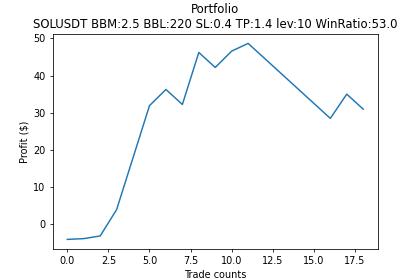 Portfolio
SOLUSDT BBM:2.5 BBL:220 SL:0.4 TP:1.4 lev:10 WinRatio:53.0
50
40
30
20
10
0
Profit ($)
0.0 2.5 5.0 7.5 10.0 12.5 15.0 17.5
Trade counts